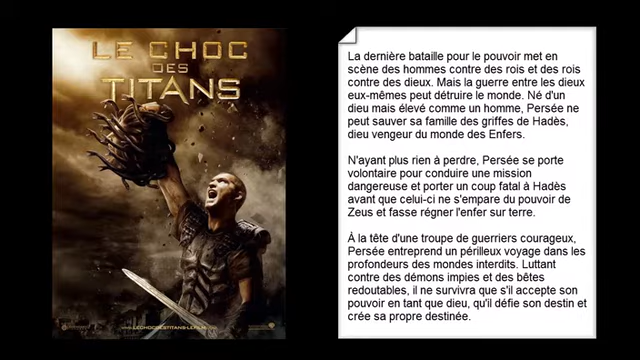 LE CHOC
DES
TITANS
WWW.LECHOCDESTITANS-LEFILM.COM
La dernière bataille pour le pouvoir met en
scène des hommes contre des rois et des rois
contre des dieux. Mais la guerre entre les dieux
eux-mêmes peut détruire le monde. Né d'un
dieu mais élevé comme un homme, Persée ne
peut sauver sa famille des griffes de Hadès,
dieu vengeur du monde des Enfers.
N'ayant plus rien à perdre, Persée se porte
volontaire pour conduire une mission
dangereuse et porter un coup fatal à Hadès
avant que celui-ci ne s'empare du pouvoir de
Zeus et fasse régner l'enfer sur terre.
À la tête d'une troupe de guerriers courageux,
Persée entreprend un périlleux voyage dans les
profondeurs des mondes interdits. Luttant
contre des démons impies et des bêtes
redoutables, il ne survivra que s'il accepte son
pouvoir en tant que dieu, qu'il défie son destin et
crée sa propre destinée.